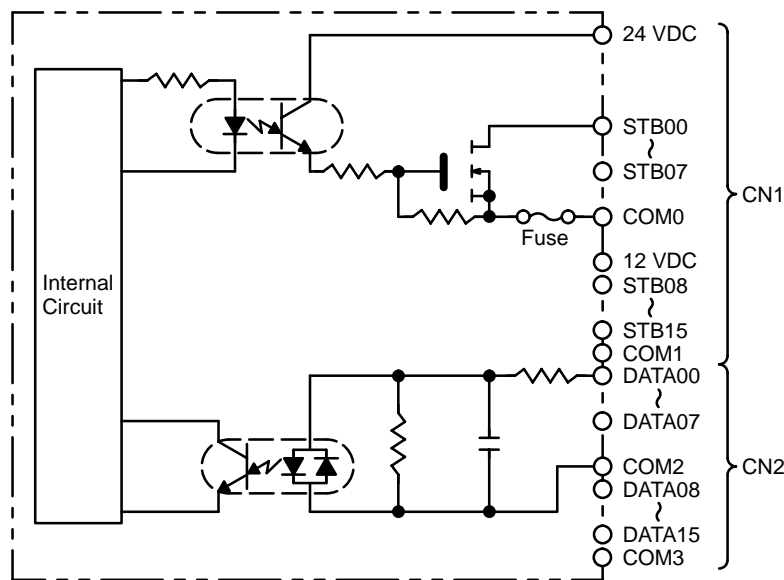 24 VDC
STB00
~
STB07
CN1
COM0
Fuse
12 VDC
Internal
Circuit
STB08
~
STB15
COM1
DATA00
~
DATA07
COM2
CN2
DATA08
~
DATA15
COM3